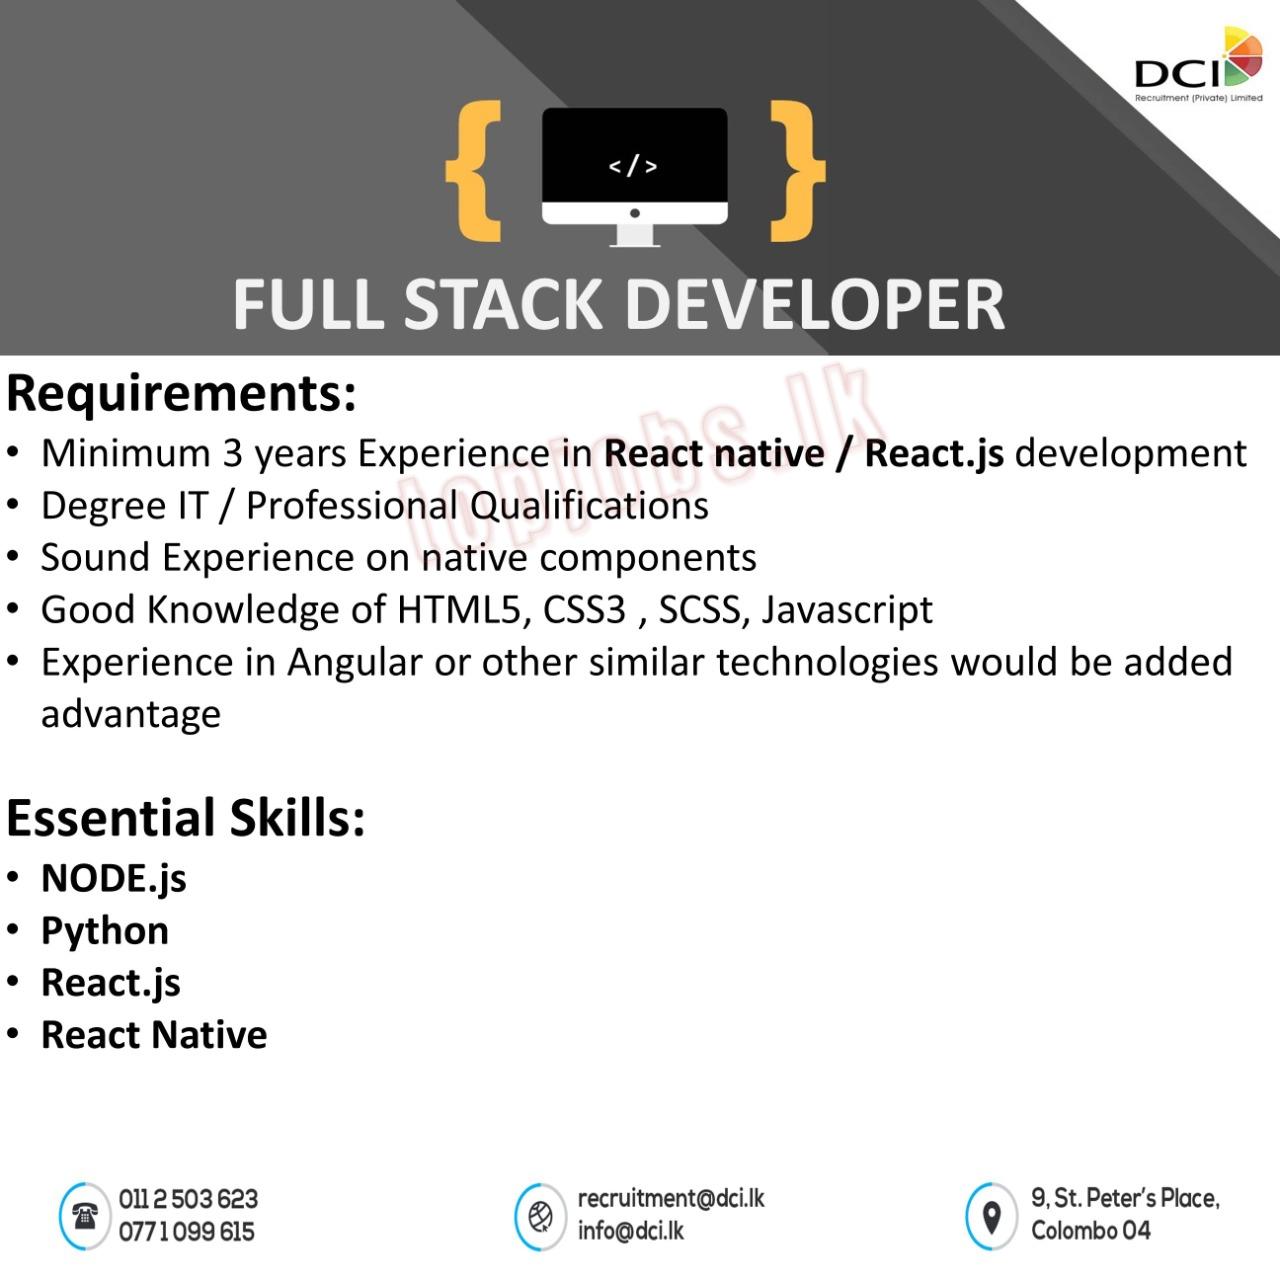 DCI
Recruitment (Private) Limited
{ </> }
FULL STACK DEVELOPER
Requirements:
• Minimum 3 years Experience in React native / React.js development
• Degree IT / Professional Qualifications
• Sound Experience on native components
• Good Knowledge of HTML5, CSS3 , SCSS, Javascript
• Experience in Angular or other similar technologies would be added
advantage
topjobs.lk
Essential Skills:
• NODE.js
• Python
• React.js
• React Native
011 2 503 623
077 1 099 615
recruitment@dci.lk
info@dci.lk
9, St. Peter's Place,
Colombo 04